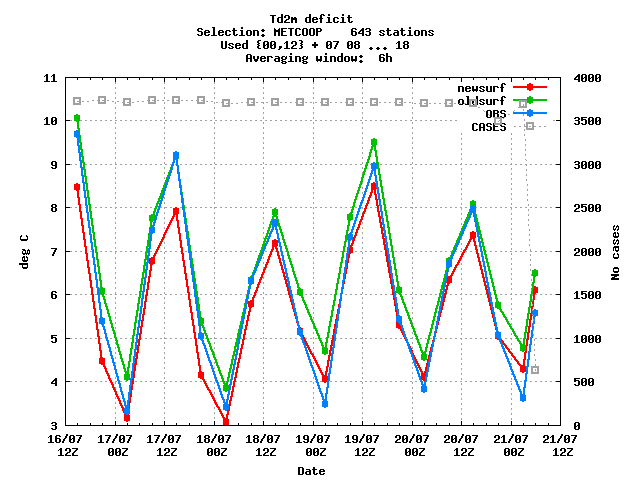 Td2m deficit
Selection: METCOOP    643 stations
Used {00,12} + 07 08 ... 18
Averaging window:  6h
newsurf
oldsurf
OBS
CASES
11
10
9
8
7
6
5
4
3
deg C
4000
3500
3000
2500
2000
1500
1000
500
0
No cases
16/07 17/07 17/07 18/07 18/07 19/07 19/07 20/07 20/07 21/07 21/07
12Z 00Z 12Z 00Z 12Z 00Z 12Z 00Z 12Z 00Z 12Z
Date